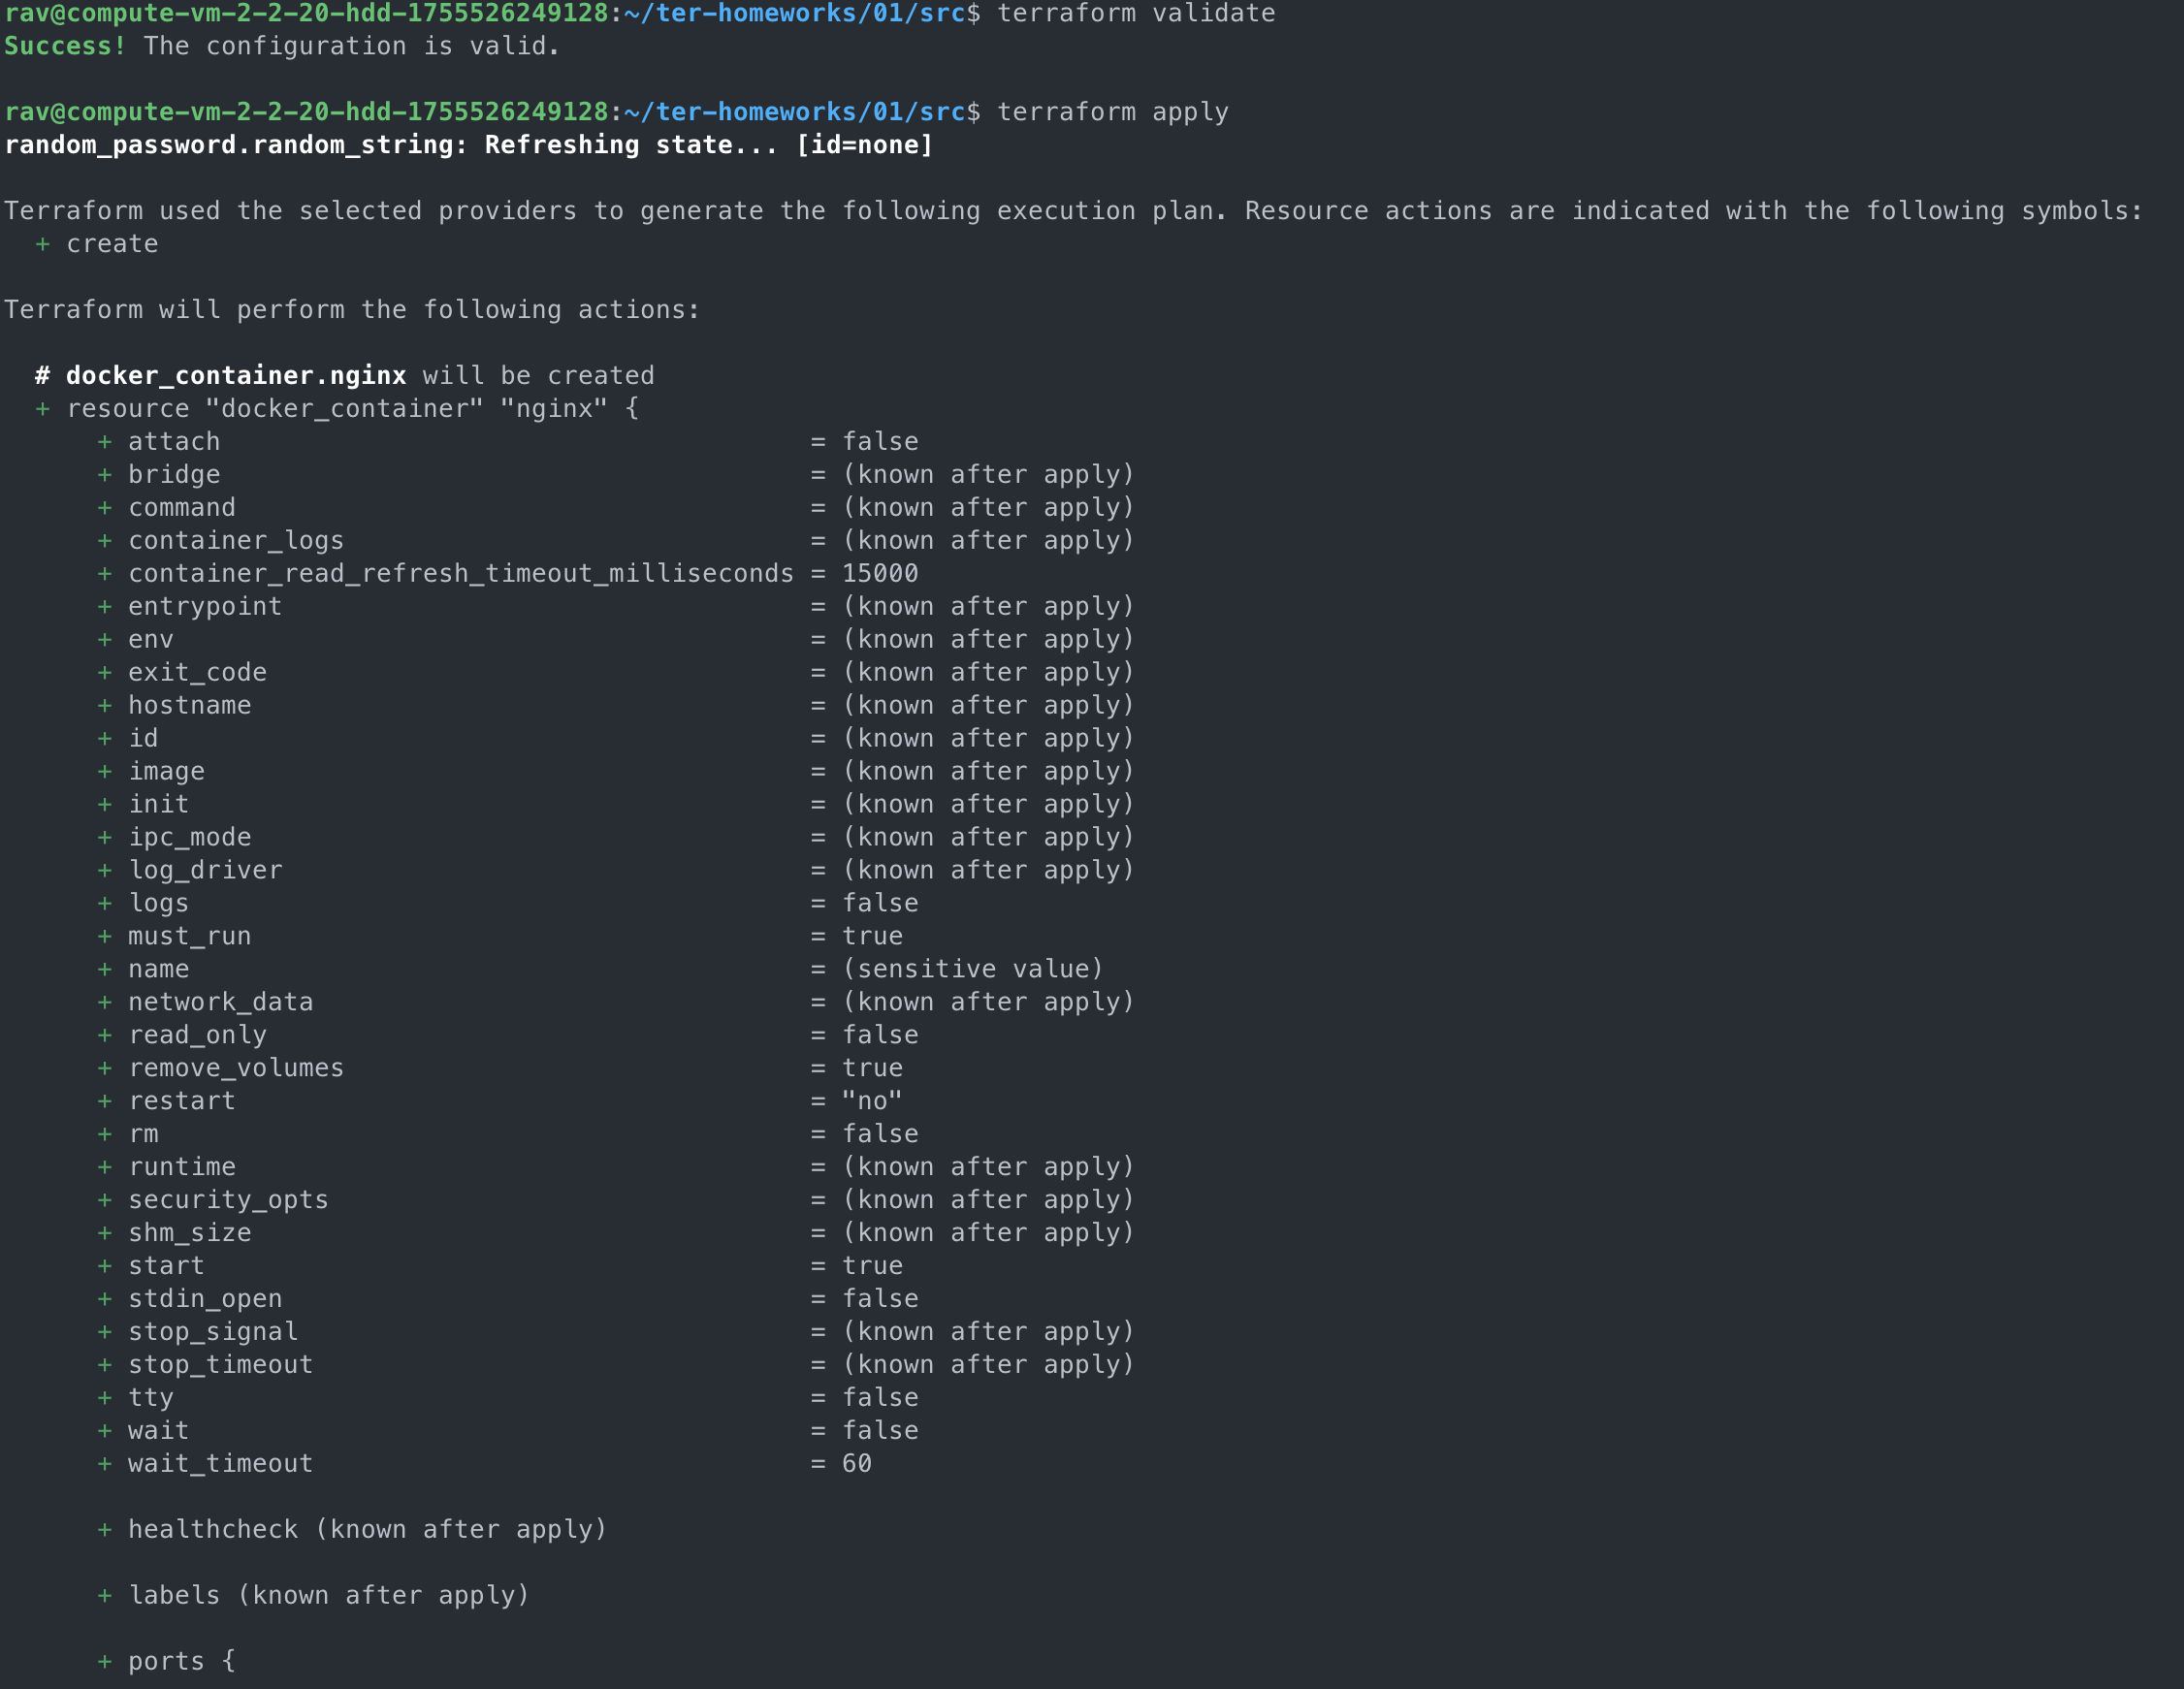 rav@compute-vm-2-2-20-hdd-1755526249128:~/ter-homeworks/01/src$ terraform validate
Success! The configuration is valid.
rav@compute-vm-2-2-20-hdd-1755526249128:~/ter-homeworks/01/src$ terraform apply
random_password.random_string: Refreshing state... [id=none]
Terraform used the selected providers to generate the following execution plan. Resource actions are indicated with the following symbols:
  + create
Terraform will perform the following actions:
  # docker_container.nginx will be created
  + resource "docker_container" "nginx" {
      + attach                                      = false
      + bridge                                      = (known after apply)
      + command                                     = (known after apply)
      + container_logs                              = (known after apply)
      + container_read_refresh_timeout_milliseconds = 15000
      + entrypoint                                  = (known after apply)
      + env                                         = (known after apply)
      + exit_code                                   = (known after apply)
      + hostname                                    = (known after apply)
      + id                                          = (known after apply)
      + image                                       = (known after apply)
      + init                                        = (known after apply)
      + ipc_mode                                    = (known after apply)
      + log_driver                                  = (known after apply)
      + logs                                        = false
      + must_run                                    = true
      + name                                        = (sensitive value)
      + network_data                                = (known after apply)
      + read_only                                   = false
      + remove_volumes                              = true
      + restart                                     = "no"
      + rm                                          = false
      + runtime                                     = (known after apply)
      + security_opts                               = (known after apply)
      + shm_size                                    = (known after apply)
      + start                                       = true
      + stdin_open                                  = false
      + stop_signal                                 = (known after apply)
      + stop_timeout                                = (known after apply)
      + tty                                         = false
      + wait                                        = false
      + wait_timeout                                = 60
      + healthcheck (known after apply)
      + labels (known after apply)
      + ports {